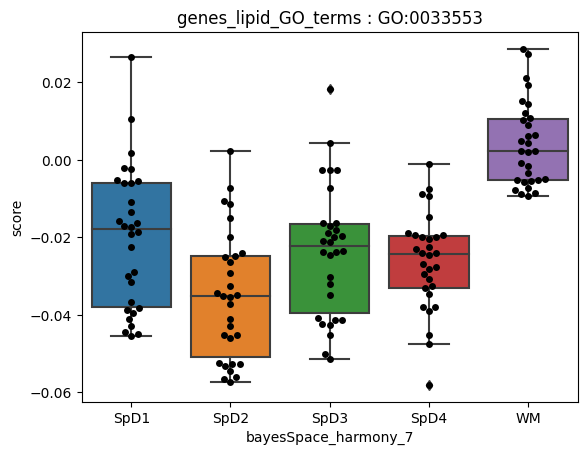 genes_lipid_GO_terms : GO:0033553
score
0.02
0.00
−0.02
−0.04
−0.06
SpD1 SpD2 SpD3 SpD4 WM
bayesSpace_harmony_7